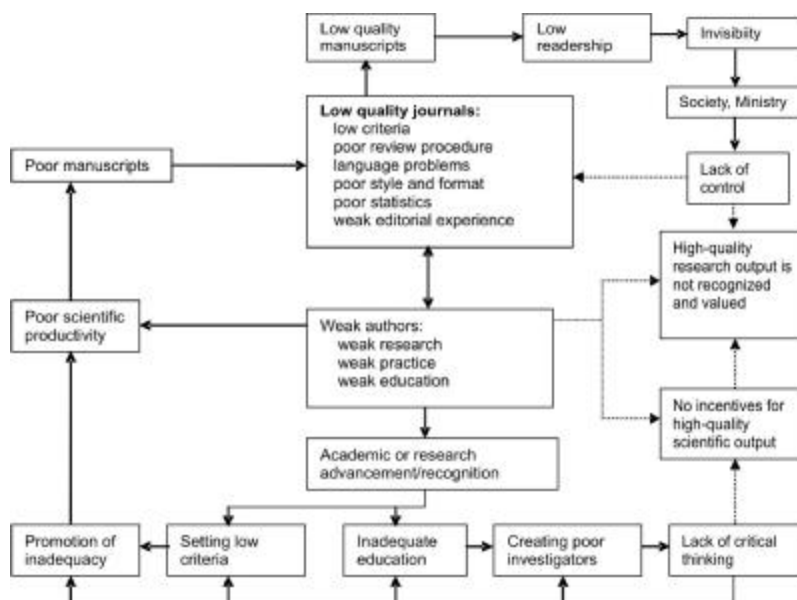 Low quality
manuscripts
Low
readership
Invisibiity
Society, Ministry
Low quality journals:
low criteria
poor review procedure
language problems
poor style and format
poor statistics
weak editorial experience
Poor manuscripts
Lack of
control
High-quality
research output is
not recognized
and valued
Poor scientific
productivity
Weak authors:
weak research
weak practice
weak education
No incentives for
high-quality
scientific output
Academic or research
advancement/recognition
Promotion of
inadequacy
Setting low
criteria
Inadequate
education
Creating poor
investigators
Lack of critical
thinking